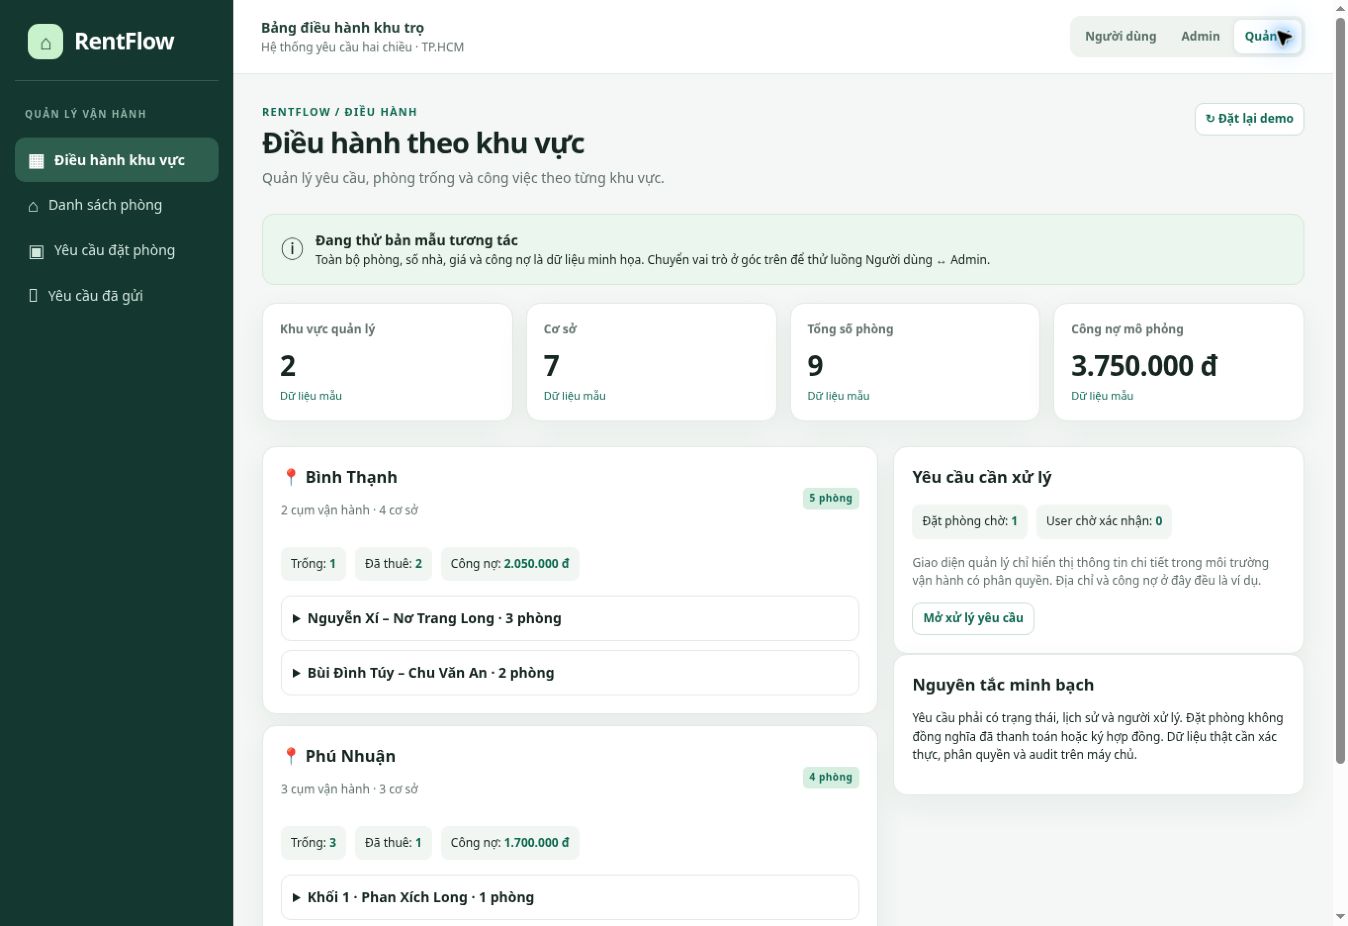 RentFlow
QUẢN LÝ VẬN HÀNH
Điều hành khu vực
Danh sách phòng
Yêu cầu đặt phòng
Yêu cầu đã gửi
Bảng điều hành khu trọ
Hệ thống yêu cầu hai chiều · TP.HCM
Người dùng
Admin
Quản
RENTFLOW / ĐIỀU HÀNH
Điều hành theo khu vực
Quản lý yêu cầu, phòng trống và công việc theo từng khu vực.
↻ Đặt lại demo
Đang thử bản mẫu tương tác
Toàn bộ phòng, số nhà, giá và công nợ là dữ liệu minh họa. Chuyển vai trò ở góc trên để thử luồng Người dùng ↔ Admin.
Khu vực quản lý
2
Dữ liệu mẫu
Cơ sở
7
Dữ liệu mẫu
Tổng số phòng
9
Dữ liệu mẫu
Công nợ mô phỏng
3.750.000 đ
Dữ liệu mẫu
Bình Thạnh
2 cụm vận hành · 4 cơ sở
5 phòng
Trống: 1
Đã thuê: 2
Công nợ: 2.050.000 đ
Nguyễn Xí – Nơ Trang Long · 3 phòng
Bùi Đình Túy – Chu Văn An · 2 phòng
Phú Nhuận
3 cụm vận hành · 3 cơ sở
4 phòng
Trống: 3
Đã thuê: 1
Công nợ: 1.700.000 đ
Khối 1 · Phan Xích Long · 1 phòng
Yêu cầu cần xử lý
Đặt phòng chờ: 1
User chờ xác nhận: 0
Giao diện quản lý chỉ hiển thị thông tin chi tiết trong môi trường
vận hành có phân quyền. Địa chỉ và công nợ ở đây đều là ví dụ.
Mở xử lý yêu cầu
Nguyên tắc minh bạch
Yêu cầu phải có trạng thái, lịch sử và người xử lý. Đặt phòng không
đồng nghĩa đã thanh toán hoặc ký hợp đồng. Dữ liệu thật cần xác
thực, phân quyền và audit trên máy chủ.